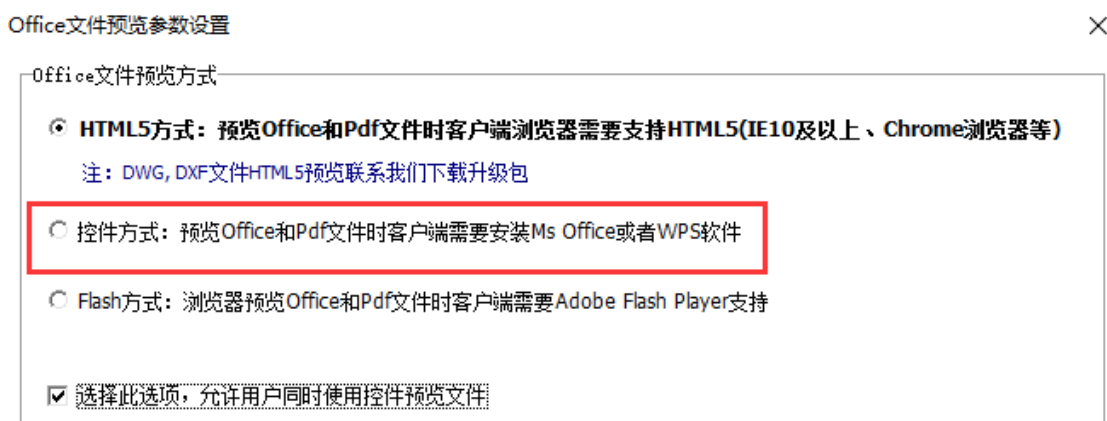 Office文件预览参数设置
Office文件预览方式
HTML5方式：预览Office和Pdf文件时客户端浏览器需要支持HTML5(IE10及以上、Chrome浏览器等)
注：DWG, DXF文件HTML5预览联系我们下载升级包
控件方式：预览Office和Pdf文件时客户端需要安装Ms Office或者WPS软件
Flash方式：浏览器预览Office和Pdf文件时客户端需要Adobe Flash Player支持
选择此选项，允许用户同时使用控件预览文件